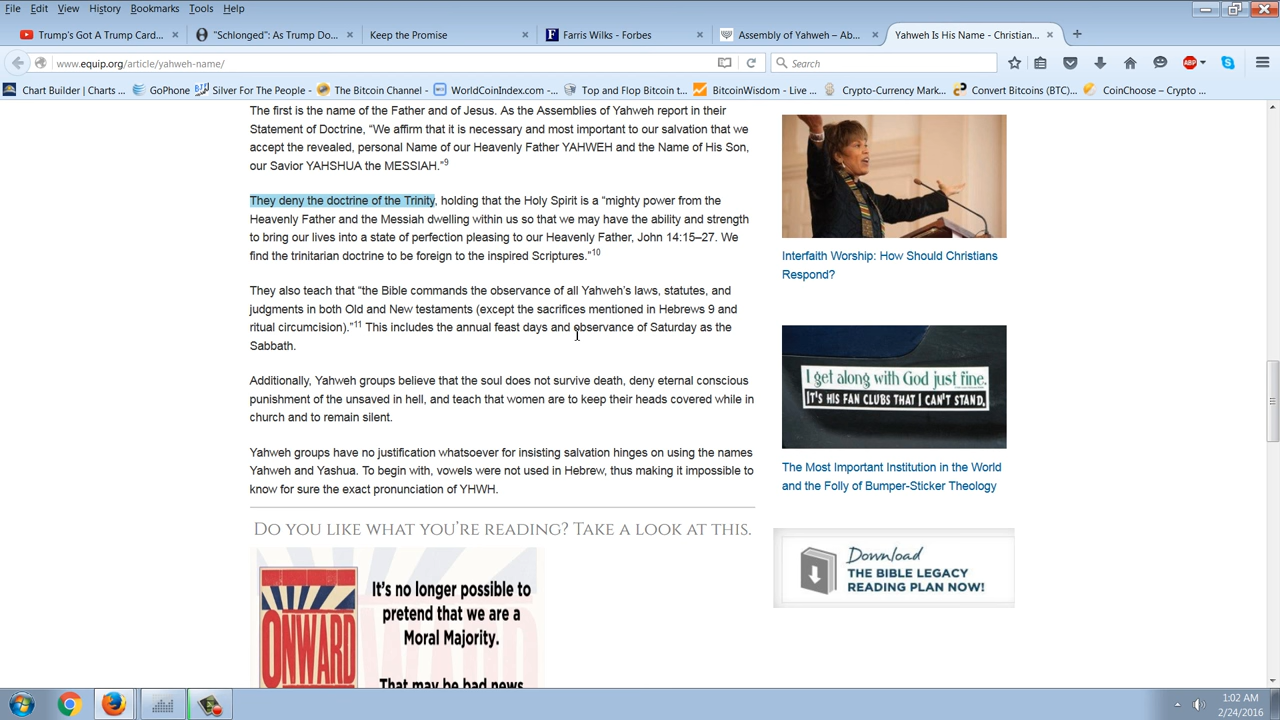 File Edit View History Bookmarks Tools Help
Trump's Got A Trump Card... × "Schlonged": As Trump Do... × Keep the Promise × Farris Wilks - Forbes × Assembly of Yahweh – Ab... × Yahweh Is His Name - Christian... × +
www.equip.org/article/yahweh-name/ Search ABP
Chart Builder | Charts ... GoPhone Silver For The People - The Bitcoin Channel - WorldCoinIndex.com -... Top and Flop Bitcoin t... BitcoinWisdom - Live ... Crypto-Currency Mark... Convert Bitcoins (BTC)... CoinChoose – Crypto ...
The first is the name of the Father and of Jesus. As the Assemblies of Yahweh report in their
Statement of Doctrine, “We affirm that it is necessary and most important to our salvation that we
accept the revealed, personal Name of our Heavenly Father YAHWEH and the Name of His Son,
our Savior YAHSHUA the MESSIAH.”9
They deny the doctrine of the Trinity, holding that the Holy Spirit is a “mighty power from the
Heavenly Father and the Messiah dwelling within us so that we may have the ability and strength
to bring our lives into a state of perfection pleasing to our Heavenly Father, John 14:15–27. We
find the trinitarian doctrine to be foreign to the inspired Scriptures.”10
They also teach that “the Bible commands the observance of all Yahweh’s laws, statutes, and
judgments in both Old and New testaments (except the sacrifices mentioned in Hebrews 9 and
ritual circumcision).”11 This includes the annual feast days and observance of Saturday as the
Sabbath.
Additionally, Yahweh groups believe that the soul does not survive death, deny eternal conscious
punishment of the unsaved in hell, and teach that women are to keep their heads covered while in
church and to remain silent.
Yahweh groups have no justification whatsoever for insisting salvation hinges on using the names
Yahweh and Yashua. To begin with, vowels were not used in Hebrew, thus making it impossible to
know for sure the exact pronunciation of YHWH.
DO YOU LIKE WHAT YOU’RE READING? TAKE A LOOK AT THIS.
ONWARD
It's no longer possible to
pretend that we are a
Moral Majority.
That may be bad news
Interfaith Worship: How Should Christians
Respond?
I get along with God just fine.
IT'S HIS FAN CLUBS THAT I CAN'T STAND.
The Most Important Institution in the World
and the Folly of Bumper-Sticker Theology
Download
THE BIBLE LEGACY
READING PLAN NOW!
1:02 AM
2/24/2016